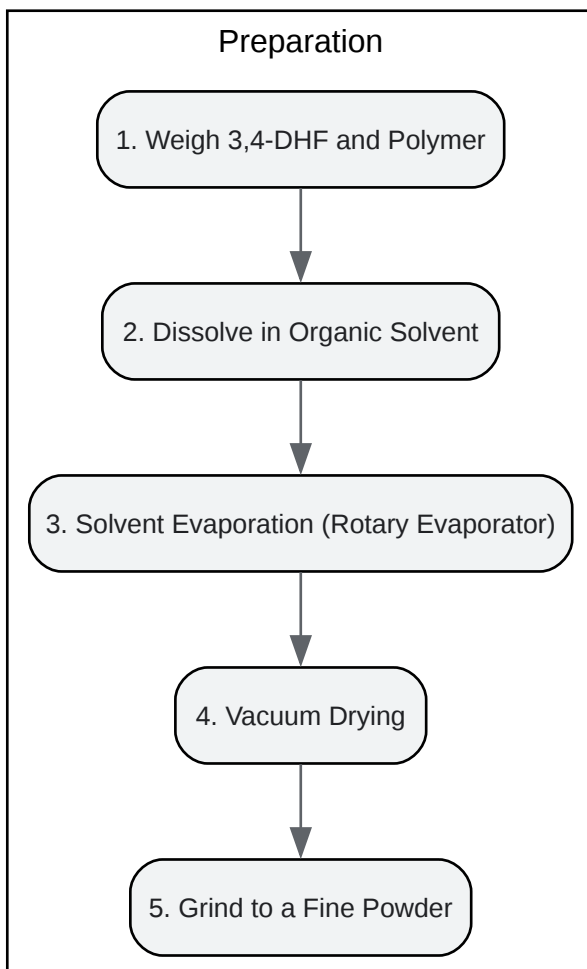 Preparation
1. Weigh 3,4-DHF and Polymer
2. Dissolve in Organic Solvent
3. Solvent Evaporation (Rotary Evaporator)
4. Vacuum Drying
5. Grind to a Fine Powder